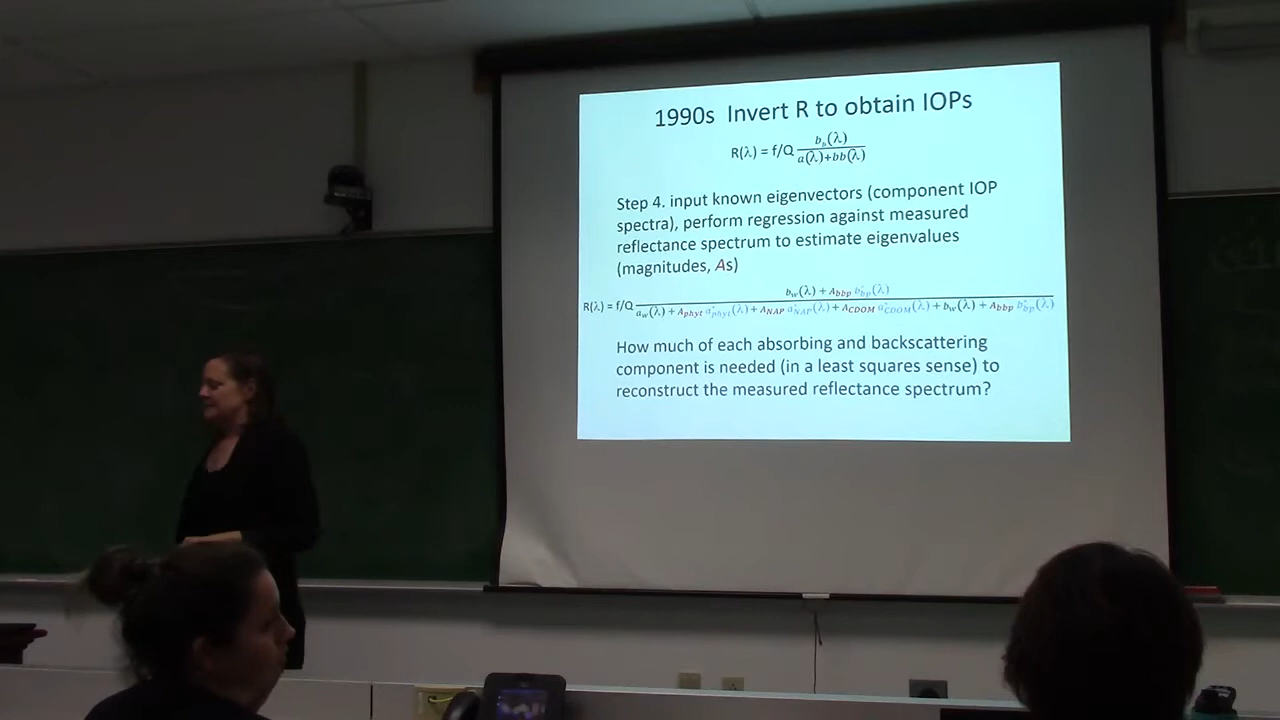 1990s Invert R to obtain IOPs
R(λ) = f/Q b_b(λ) / a(λ)+bb(λ)
Step 4. input known eigenvectors (component IOP
spectra), perform regression against measured
reflectance spectrum to estimate eigenvalues
(magnitudes, As)
R(λ) = f/Q b_w(λ) + A_bbp b*_bp(λ) / a_w(λ) + A_phyt a*_phyt(λ) + A_NAP a*_NAP(λ) + A_CDOM a*_CDOM(λ) + b_w(λ) + A_bbp b*_bp(λ)
How much of each absorbing and backscattering
component is needed (in a least squares sense) to
reconstruct the measured reflectance spectrum?